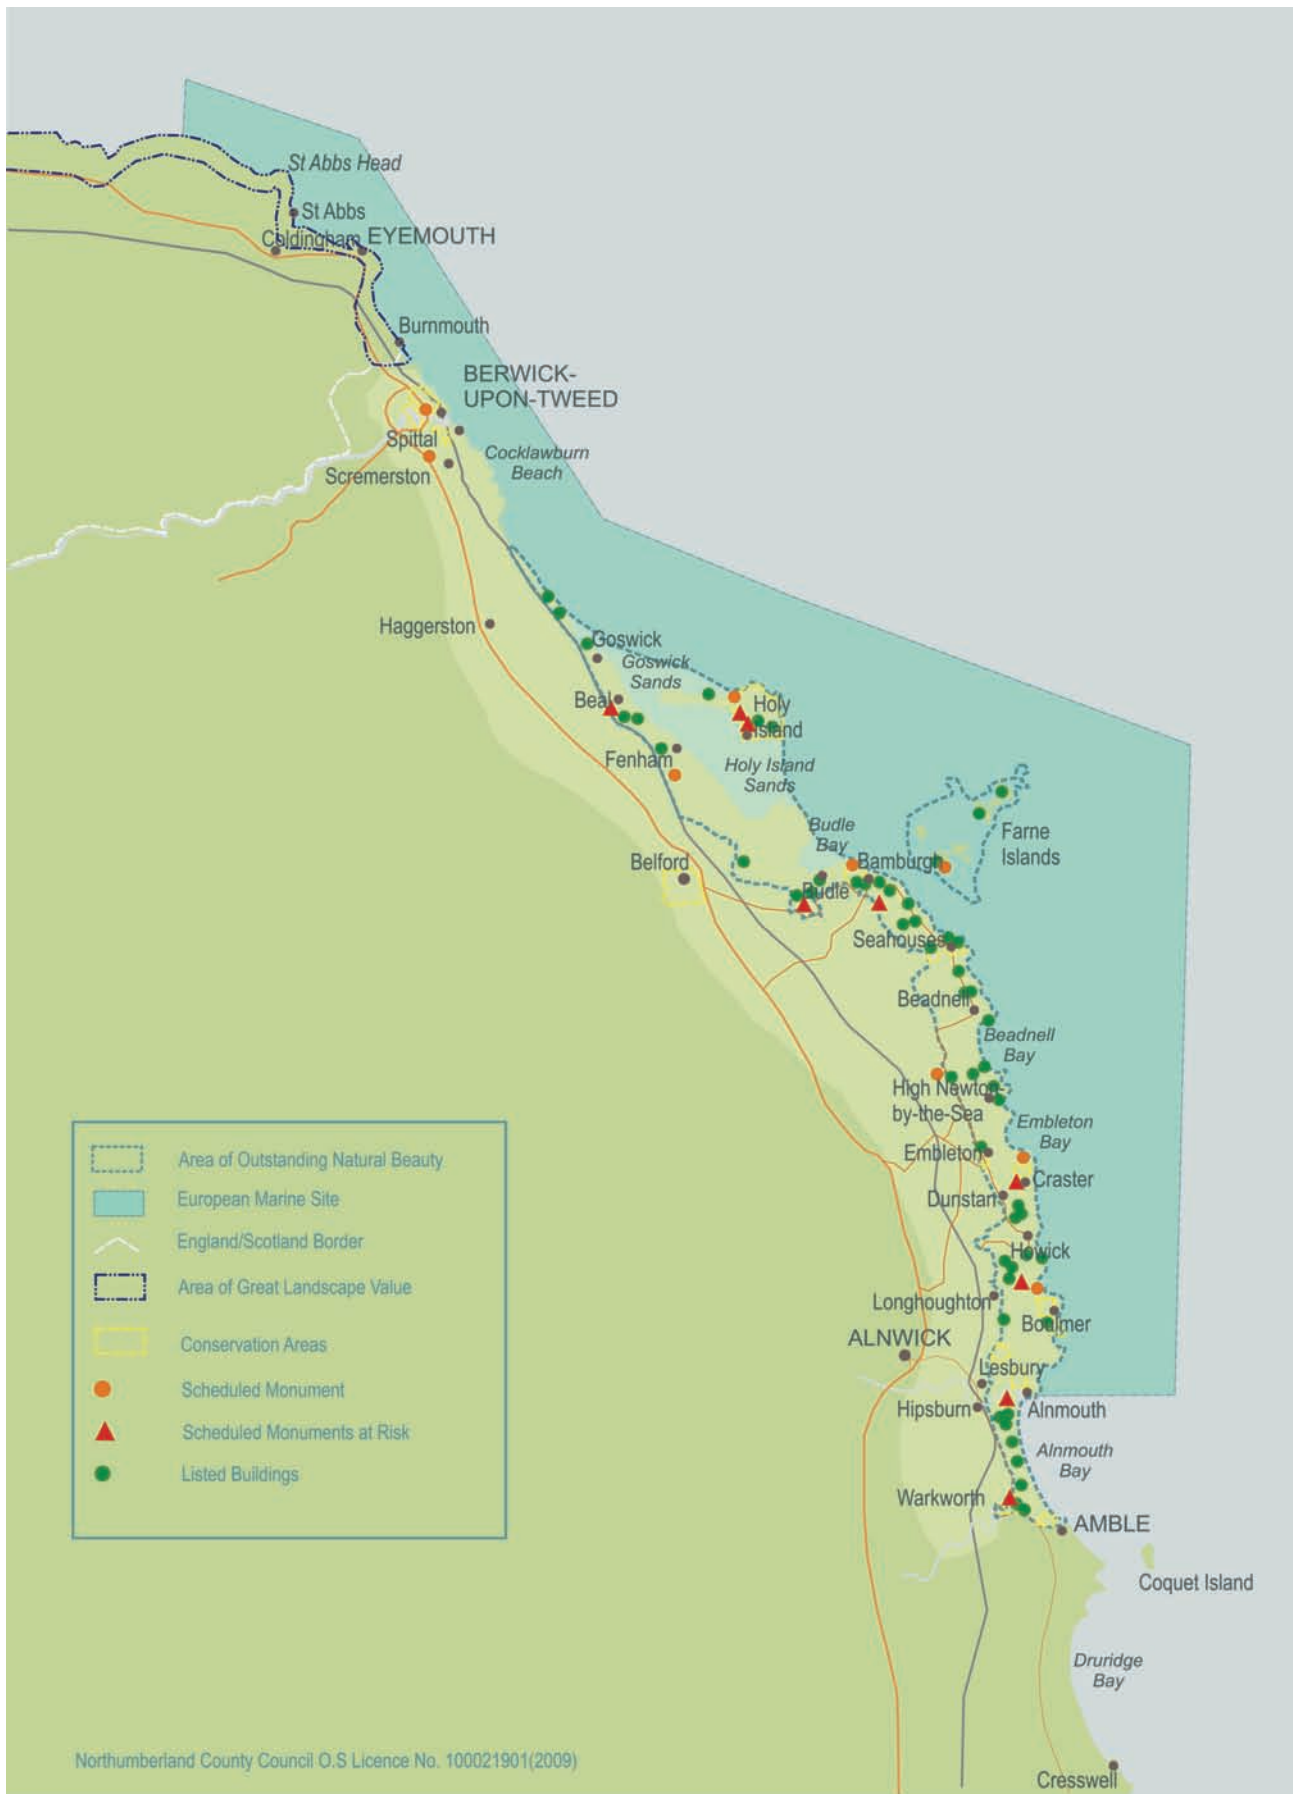 St Abbs Head
St Abbs
Coldingham
EYEMOUTH
Burnmouth
BERWICK-
UPON-TWEED
Spittal
Cocklawburn
Beach
Scremerston
Haggerston
Goswick
Goswick
Sands
Beal
Holy
Island
Fenham
Holy Island
Sands
Budle
Bay
Farne
Islands
Belford
Bamburgh
Budle
Seahouses
Beadnell
Beadnell
Bay
High Newton-
by-the-Sea
Embleton
Bay
Embleton
Craster
Dunstan
Howick
Longhoughton
Boulmer
ALNWICK
Lesbury
Hipsburn
Alnmouth
Alnmouth
Bay
Warkworth
AMBLE
Coquet Island
Druridge
Bay
Cresswell
Area of Outstanding Natural Beauty
European Marine Site
England/Scotland Border
Area of Great Landscape Value
Conservation Areas
Scheduled Monument
Scheduled Monuments at Risk
Listed Buildings
Northumberland County Council O.S Licence No. 100021901(2009)